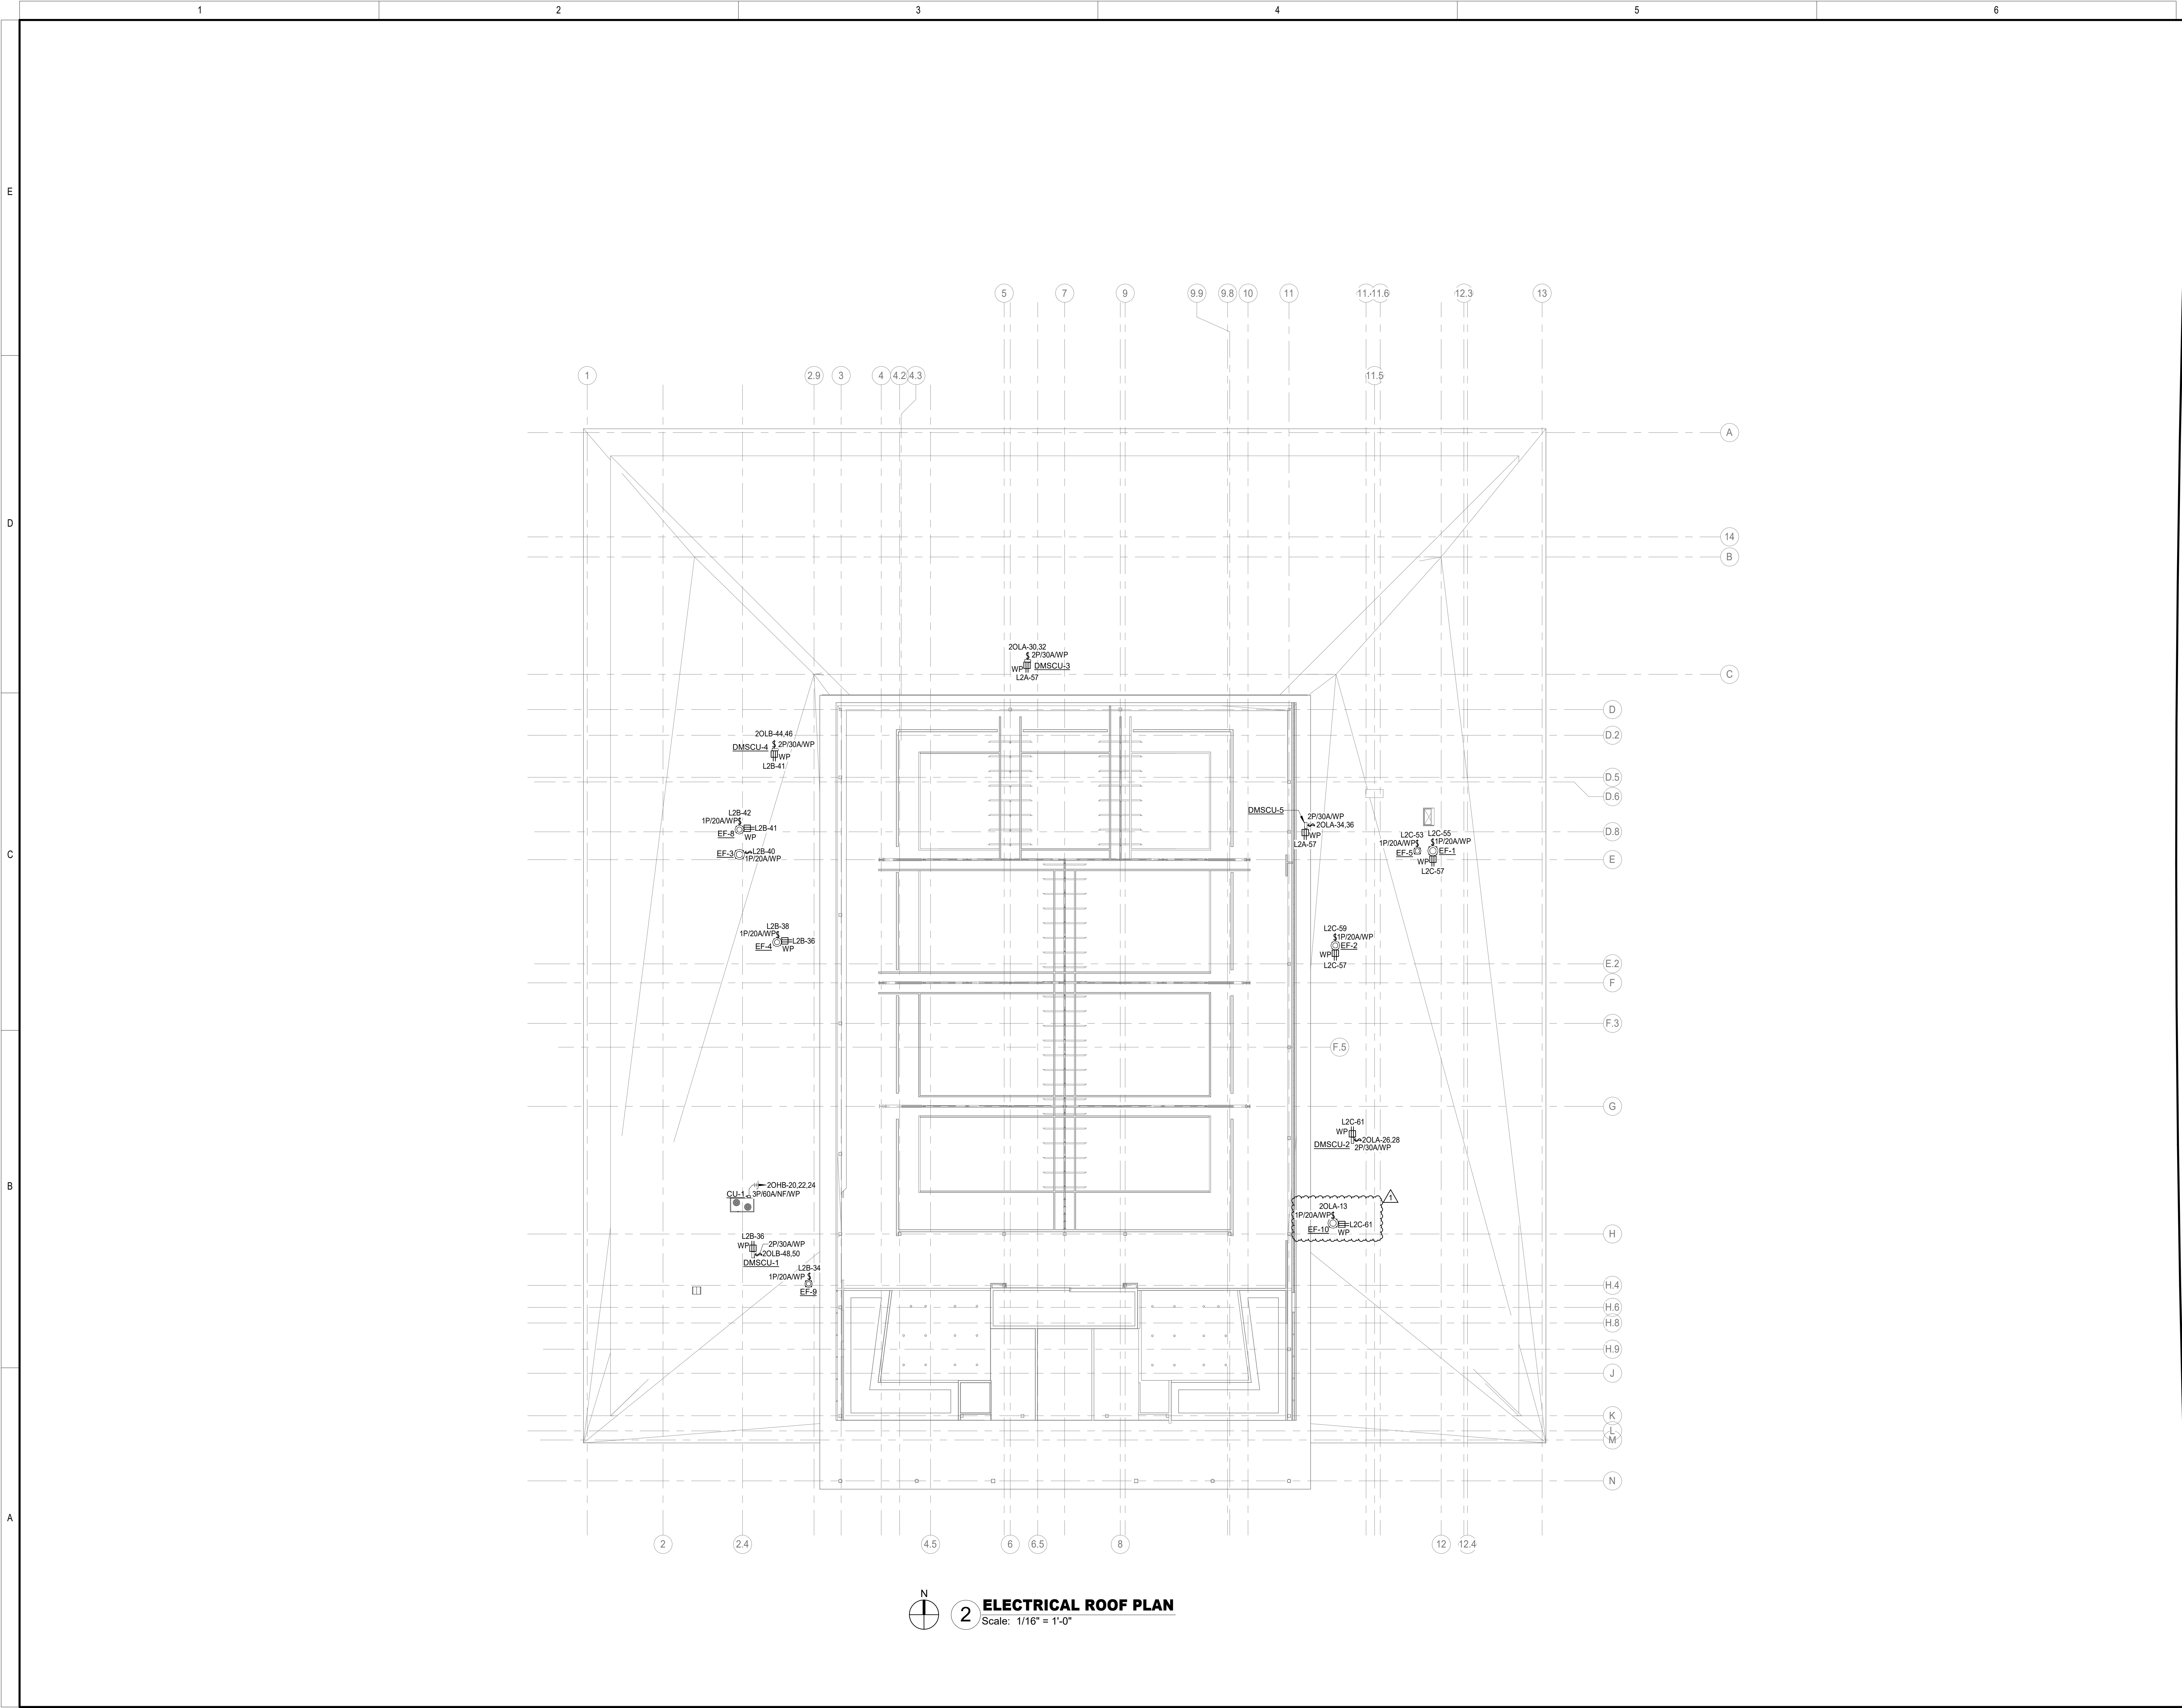 1
2
3
4
5
6
E
D
C
B
A
5
7
9
9.9
9.8
10
11
11.6
12.3
13
1
2.9
3
4
4.2
4.3
11.5
A
14
B
C
D
D.2
D.5
D.6
D.8
E
E.2
F
F.3
F.5
G
H
H.4
H.6
H.8
H.9
J
K
L
M
N
2OLA-30,32
2P/30A/WP
WP
DMSCU-3
L2A-57
2OLB-44,46
DMSCU-4
2P/30A/WP
WP
L2B-41
L2B-42
1P/20A/WP
L2B-41
EF-8
WP
EF-3
L2B-40
1P/20A/WP
L2B-38
1P/20A/WP
L2B-36
EF-4
WP
DMSCU-5
2P/30A/WP
2OLA-34,36
WP
L2A-57
L2C-53
L2C-55
1P/20A/WP
1P/20A/WP
EF-5
EF-1
WP
L2C-57
L2C-59
1P/20A/WP
EF-2
WP
L2C-57
L2C-61
WP
2OLA-26.28
DMSCU-2
2P/30A/WP
1
2OLA-13
1P/20A/WP
L2C-61
EF-10
WP
2OHB-20,22,24
CU-1
3P/60A/NF/WP
L2B-36
WP
2P/30A/WP
2OLB-48,50
DMSCU-1
L2B-34
1P/20A/WP
EF-9
2
2.4
4.5
6
6.5
8
12
12.4
N
2
ELECTRICAL ROOF PLAN
Scale: 1/16" = 1'-0"